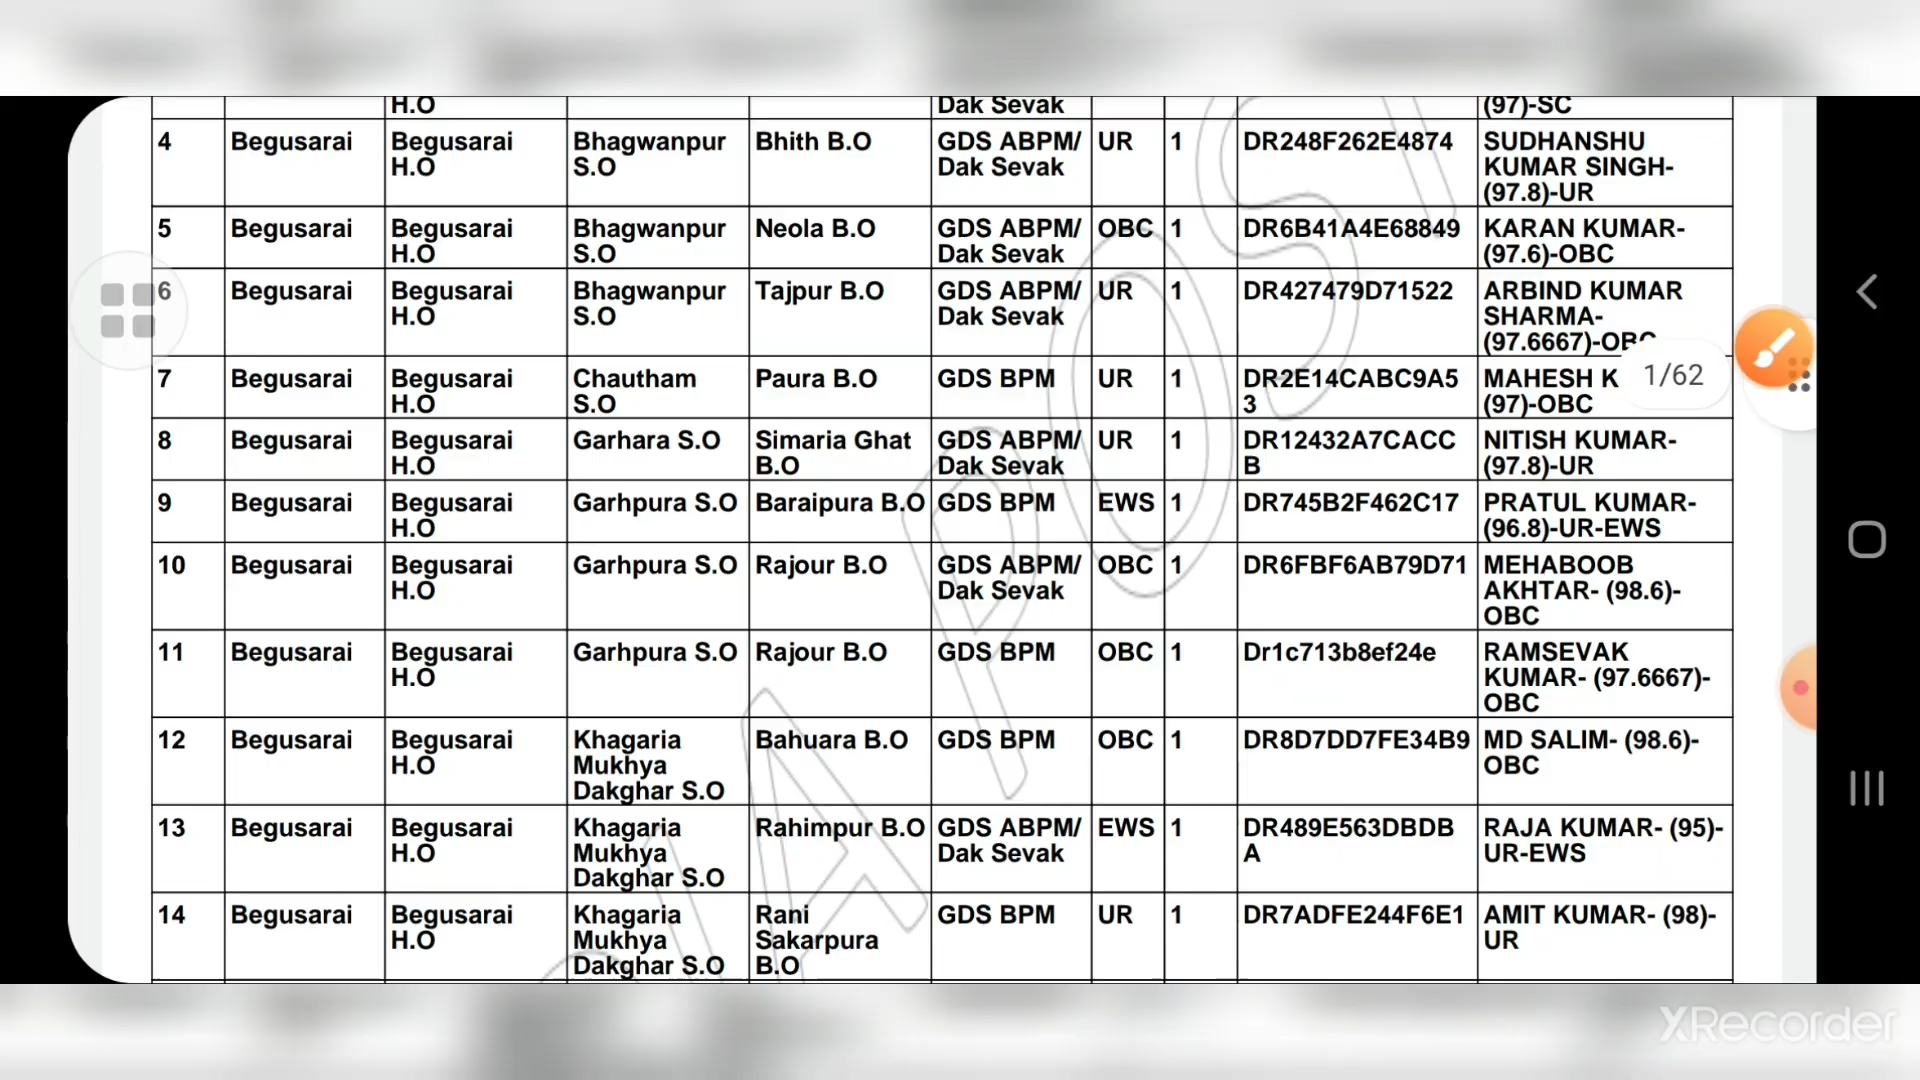 H.O Dak Sevak (97)-SC
4 Begusarai Begusarai Bhagwanpur Bhith B.O GDS ABPM/ UR 1 DR248F262E4874 SUDHANSHU
H.O S.O Dak Sevak KUMAR SINGH-
(97.8)-UR
5 Begusarai Begusarai Bhagwanpur Neola B.O GDS ABPM/ OBC 1 DR6B41A4E68849 KARAN KUMAR-
H.O S.O Dak Sevak (97.6)-OBC
6 Begusarai Begusarai Bhagwanpur Tajpur B.O GDS ABPM/ UR 1 DR427479D71522 ARBIND KUMAR
H.O S.O Dak Sevak SHARMA-
(97.6667)-OBC
7 Begusarai Begusarai Chautham Paura B.O GDS BPM UR 1 DR2E14CABC9A5 MAHESH K
H.O S.O 3 (97)-OBC
1/62
8 Begusarai Begusarai Garhara S.O Simaria Ghat GDS ABPM/ UR 1 DR12432A7CACC NITISH KUMAR-
H.O B.O Dak Sevak B (97.8)-UR
9 Begusarai Begusarai Garhpura S.O Baraipura B.O GDS BPM EWS 1 DR745B2F462C17 PRATUL KUMAR-
H.O (96.8)-UR-EWS
10 Begusarai Begusarai Garhpura S.O Rajour B.O GDS ABPM/ OBC 1 DR6FBF6AB79D71 MEHABOOB
H.O Dak Sevak AKHTAR- (98.6)-
OBC
11 Begusarai Begusarai Garhpura S.O Rajour B.O GDS BPM OBC 1 Dr1c713b8ef24e RAMSEVAK
H.O KUMAR- (97.6667)-
OBC
12 Begusarai Begusarai Khagaria Bahuara B.O GDS BPM OBC 1 DR8D7DD7FE34B9 MD SALIM- (98.6)-
H.O Mukhya OBC
Dakghar S.O
13 Begusarai Begusarai Khagaria Rahimpur B.O GDS ABPM/ EWS 1 DR489E563DBDB RAJA KUMAR- (95)-
H.O Mukhya Dak Sevak A UR-EWS
Dakghar S.O
14 Begusarai Begusarai Khagaria Rani GDS BPM UR 1 DR7ADFE244F6E1 AMIT KUMAR- (98)-
H.O Mukhya Sakarpura UR
Dakghar S.O B.O
XRecorder